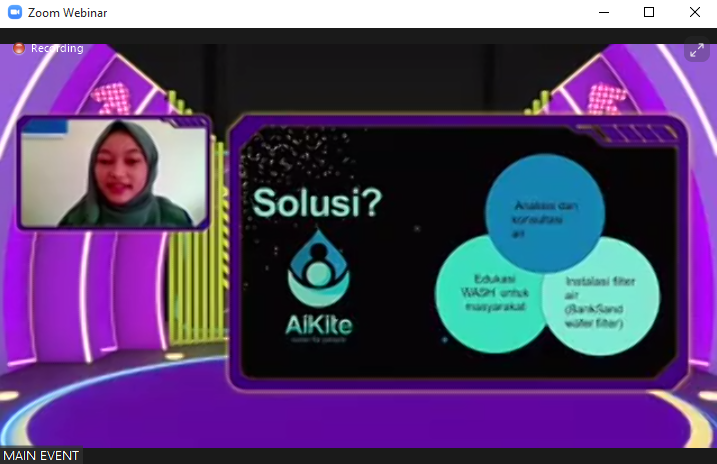 Zoom Webinar
Recording
Solusi?
Analisis dan
konsultasi
air
Edukasi
WASH untuk
masyarakat
Instalasi filter
air
(BankSand
water filter)
AiKite
water for people
MAIN EVENT